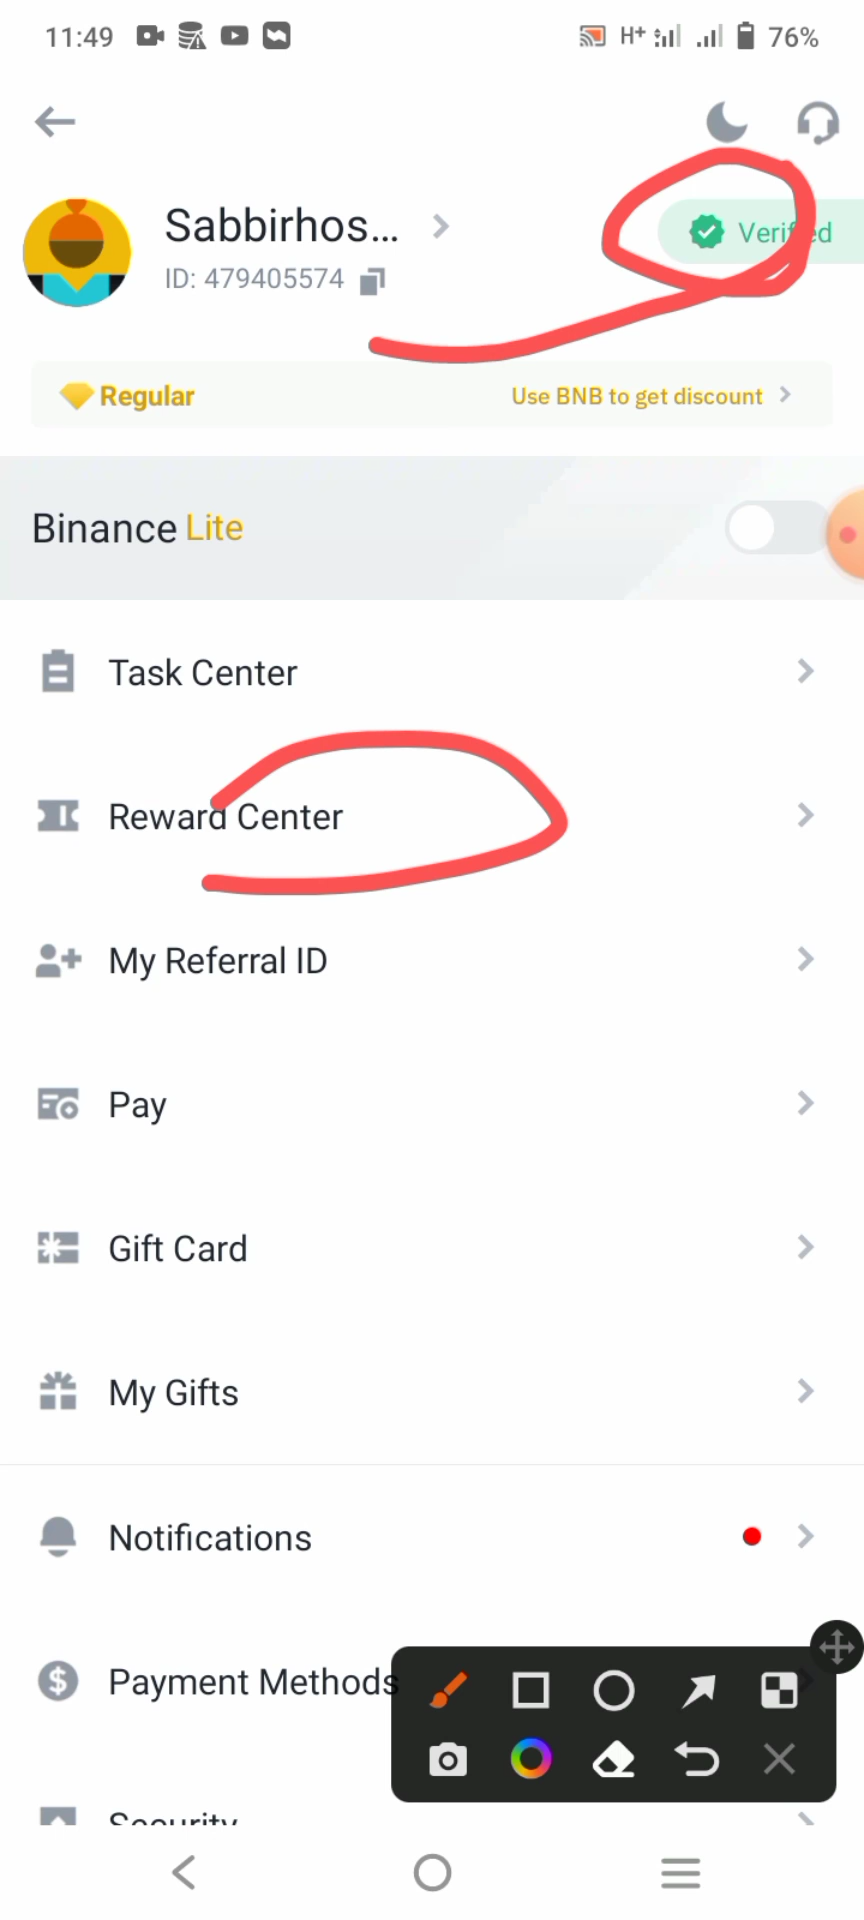 11:49 H+ 76%
Sabbirhos...
Verified
ID: 479405574
Regular Use BNB to get discount
Binance Lite
Task Center
Reward Center
My Referral ID
Pay
Gift Card
My Gifts
Notifications
Payment Methods
Security